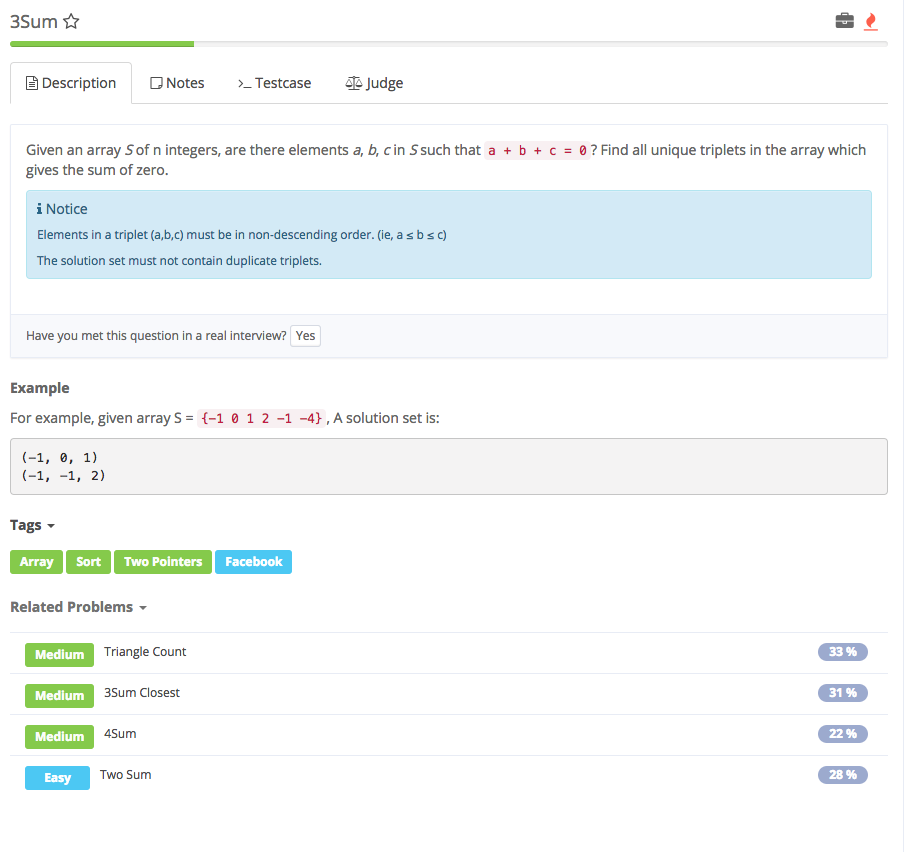 3Sum
Description Notes >_ Testcase Judge
Given an array S of n integers, are there elements a, b, c in S such that a + b + c = 0 ? Find all unique triplets in the array which
gives the sum of zero.
Notice
Elements in a triplet (a,b,c) must be in non-descending order. (ie, a ≤ b ≤ c)
The solution set must not contain duplicate triplets.
Have you met this question in a real interview? Yes
Example
For example, given array S = {-1 0 1 2 -1 -4}, A solution set is:
(-1, 0, 1)
(-1, -1, 2)
Tags
Array Sort Two Pointers Facebook
Related Problems
Medium Triangle Count 33 %
Medium 3Sum Closest 31 %
Medium 4Sum 22 %
Easy Two Sum 28 %